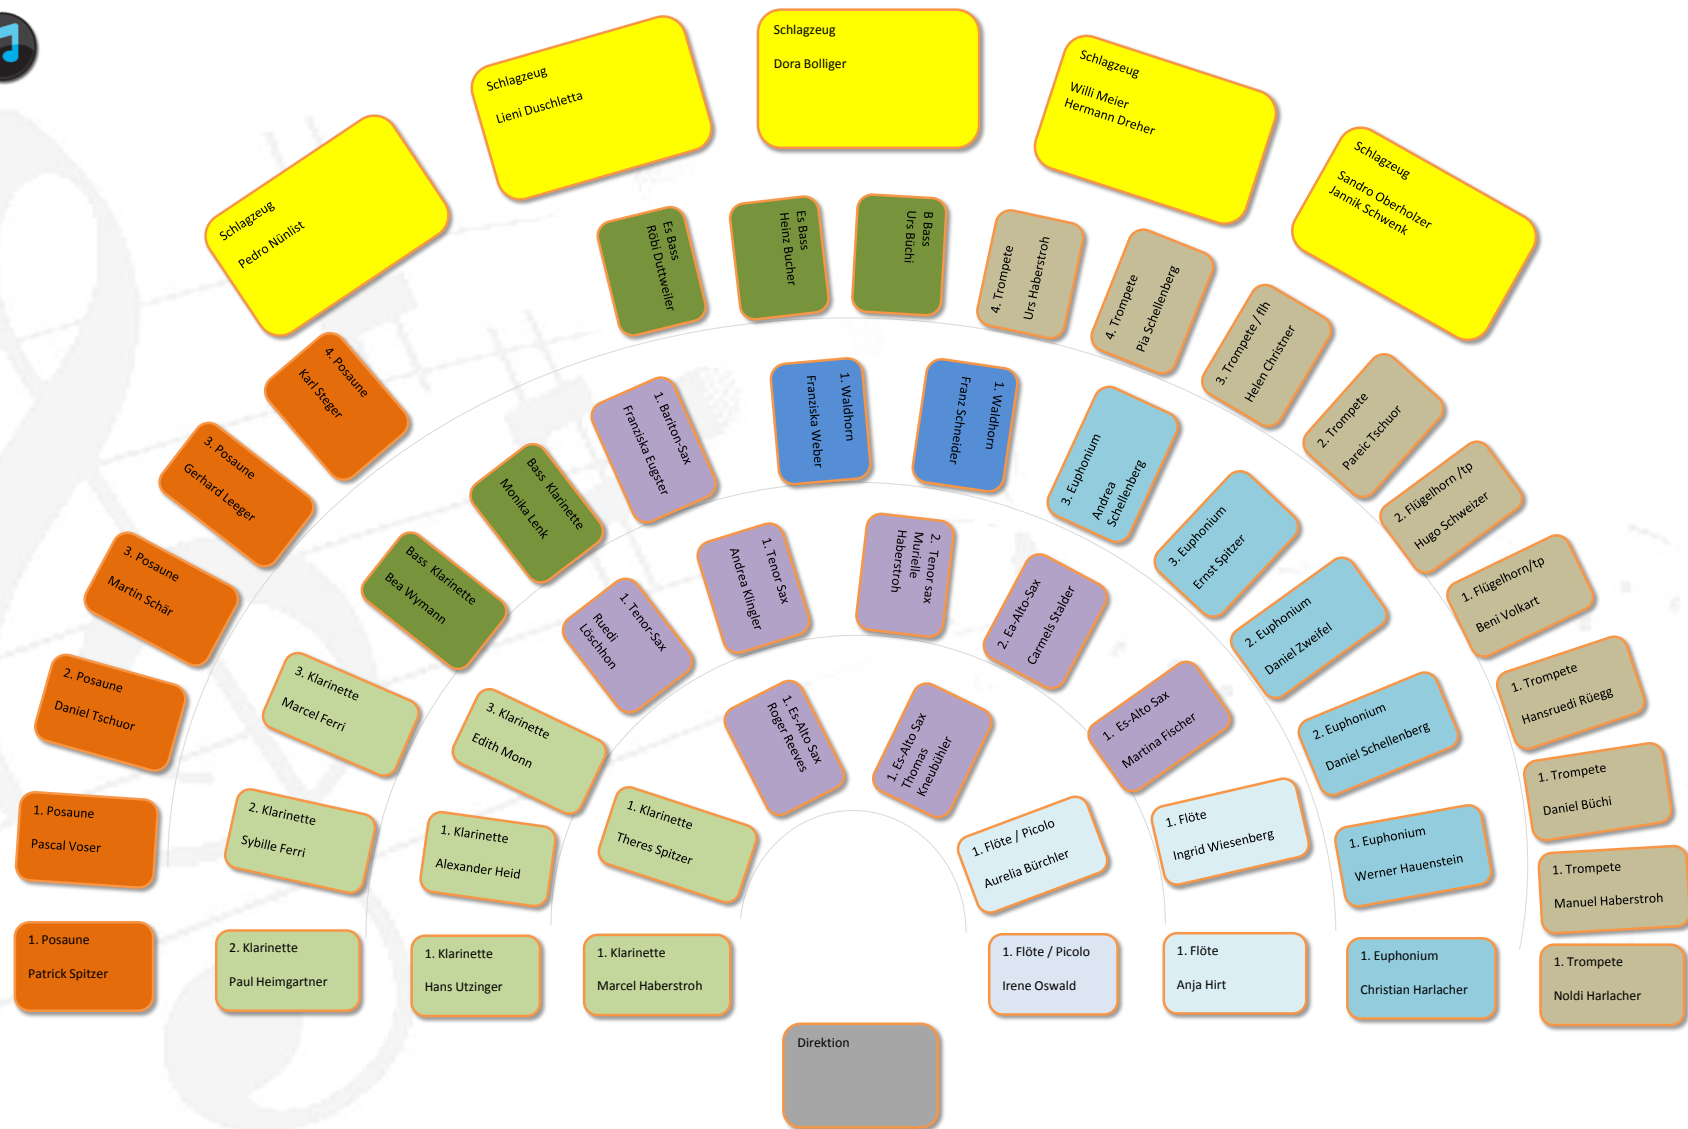 Schlagzeug
Pedro Nünlist
Schlagzeug
Lieni Duschletta
Schlagzeug
Dora Bolliger
Schlagzeug
Willi Meier
Hermann Dreher
Schlagzeug
Sandro Oberholzer
Jannik Schwenk
1. Posaune
Patrick Spitzer
1. Posaune
Pascal Voser
2. Posaune
Daniel Tschuor
3. Posaune
Martin Schär
3. Posaune
Gerhard Leeger
4. Posaune
Karl Steger
Es Bass
Röbi Duttweiler
Es Bass
Heinz Bucher
B Bass
Urs Büchi
4. Trompete
Urs Haberstroh
4. Trompete
Pia Schellenberg
3. Trompete / flh
Helen Christner
2. Trompete
Pareic Tschuor
2. Flügelhorn /tp
Hugo Schweizer
1. Flügelhorn/tp
Beni Volkart
1. Trompete
Hansruedi Rüegg
1. Trompete
Daniel Büchi
1. Trompete
Manuel Haberstroh
1. Trompete
Noldi Harlacher
2. Klarinette
Paul Heimgartner
2. Klarinette
Sybille Ferri
3. Klarinette
Marcel Ferri
Bass Klarinette
Bea Wymann
Bass Klarinette
Monika Lenk
1. Bariton-Sax
Franziska Eugster
1. Waldhorn
Franziska Weber
1. Waldhorn
Franz Schneider
3. Euphonium
Andrea
Schellenberg
3. Euphonium
Ernst Spitzer
2. Euphonium
Daniel Zweifel
2. Euphonium
Daniel Schellenberg
1. Euphonium
Werner Hauenstein
1. Euphonium
Christian Harlacher
1. Klarinette
Hans Utzinger
1. Klarinette
Alexander Heid
3. Klarinette
Edith Monn
1. Tenor-Sax
Ruedi
Löschhon
1. Tenor Sax
Andrea Klingler
2. Tenor sax
Murielle
Haberstroh
2. Ea-Alto-Sax
Carmels Stalder
1. Es-Alto Sax
Martina Fischer
1. Flöte
Ingrid Wiesenberg
1. Flöte
Anja Hirt
1. Klarinette
Marcel Haberstroh
1. Klarinette
Theres Spitzer
1. Es-Alto Sax
Roger Reeves
1. Es-Alto Sax
Thomas
Kneubühler
1. Flöte / Picolo
Aurelia Bürchler
1. Flöte / Picolo
Irene Oswald
Direktion